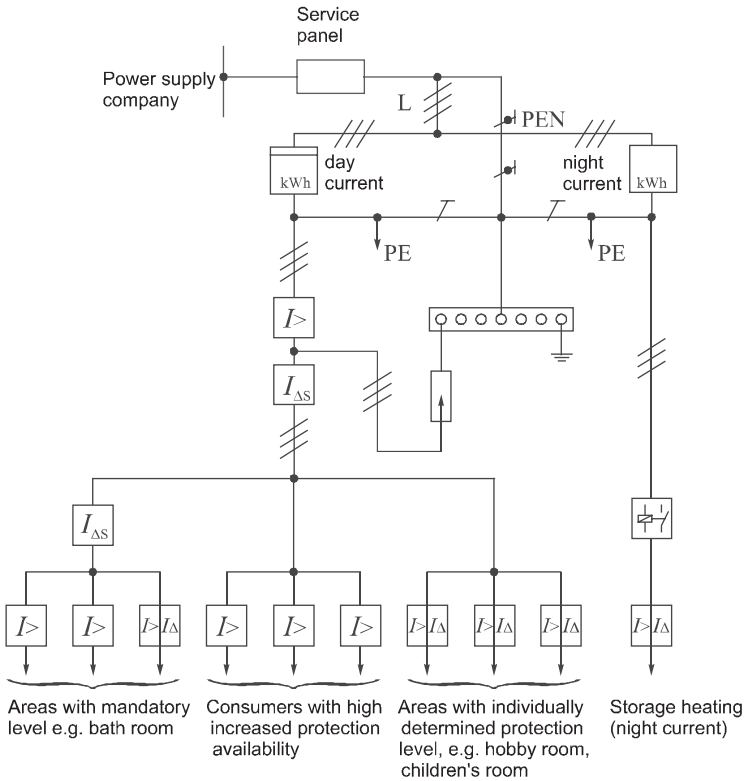 Service
panel
Power supply
company
L
PEN
day
current
kWh
night
current
kWh
PE
PE
I>
IΔS
IΔS
I>
I>
I>IΔ
I>
I>
I>
I>IΔ
I>IΔ
I>IΔ
I>IΔ
Areas with mandatory
level e.g. bath room
Consumers with high
increased protection
availability
Areas with individually
determined protection
level, e.g. hobby room,
children's room
Storage heating
(night current)